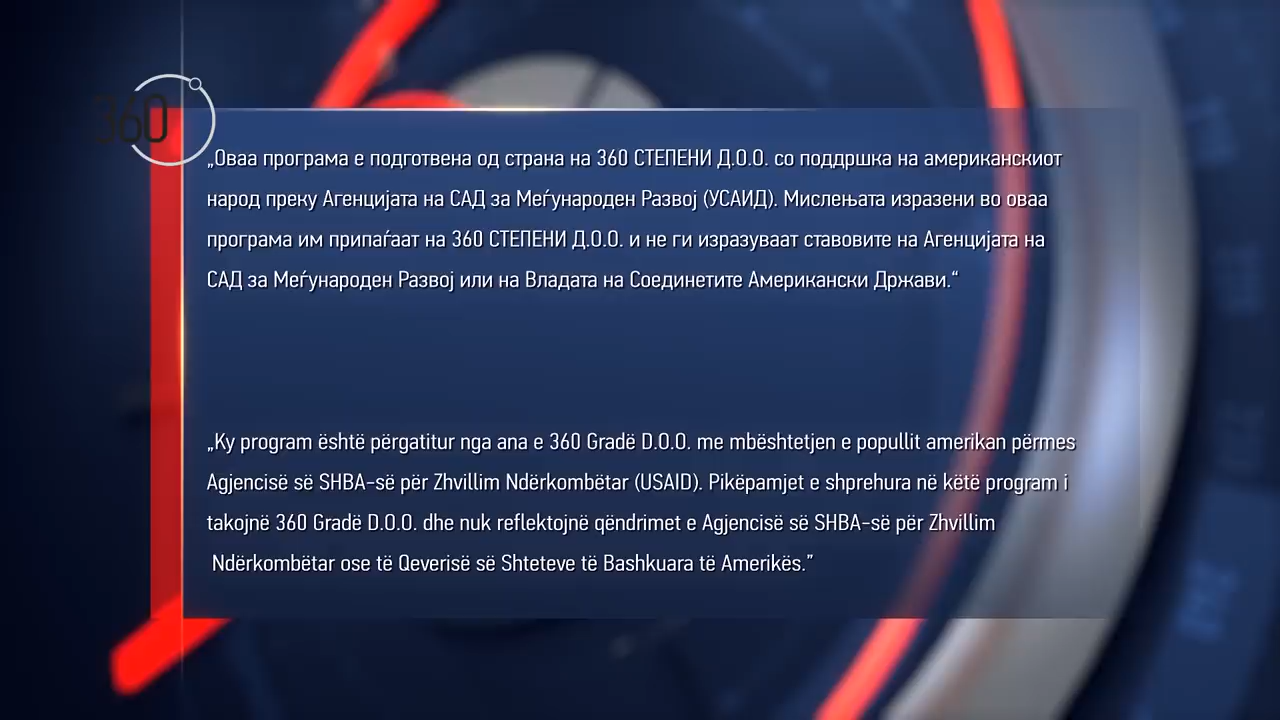 360
„Оваа програма е подготвена од страна на 360 СТЕПЕНИ Д.О.О. со поддршка на американскиот
народ преку Агенцијата на САД за Меѓународен Развој (УСАИД). Мислењата изразени во оваа
програма им припаѓаат на 360 СТЕПЕНИ Д.О.О. и не ги изразуваат ставовите на Агенцијата на
САД за Меѓународен Развој или на Владата на Соединетите Американски Држави.“
„Ky program është përgatitur nga ana e 360 Gradë D.O.O. me mbështetjen e popullit amerikan përmes
Agjencisë së SHBA-së për Zhvillim Ndërkombëtar (USAID). Pikëpamjet e shprehura në këtë program i
takojnë 360 Gradë D.O.O. dhe nuk reflektojnë qëndrimet e Agjencisë së SHBA-së për Zhvillim
Ndërkombëtar ose të Qeverisë së Shteteve të Bashkuara të Amerikës.”